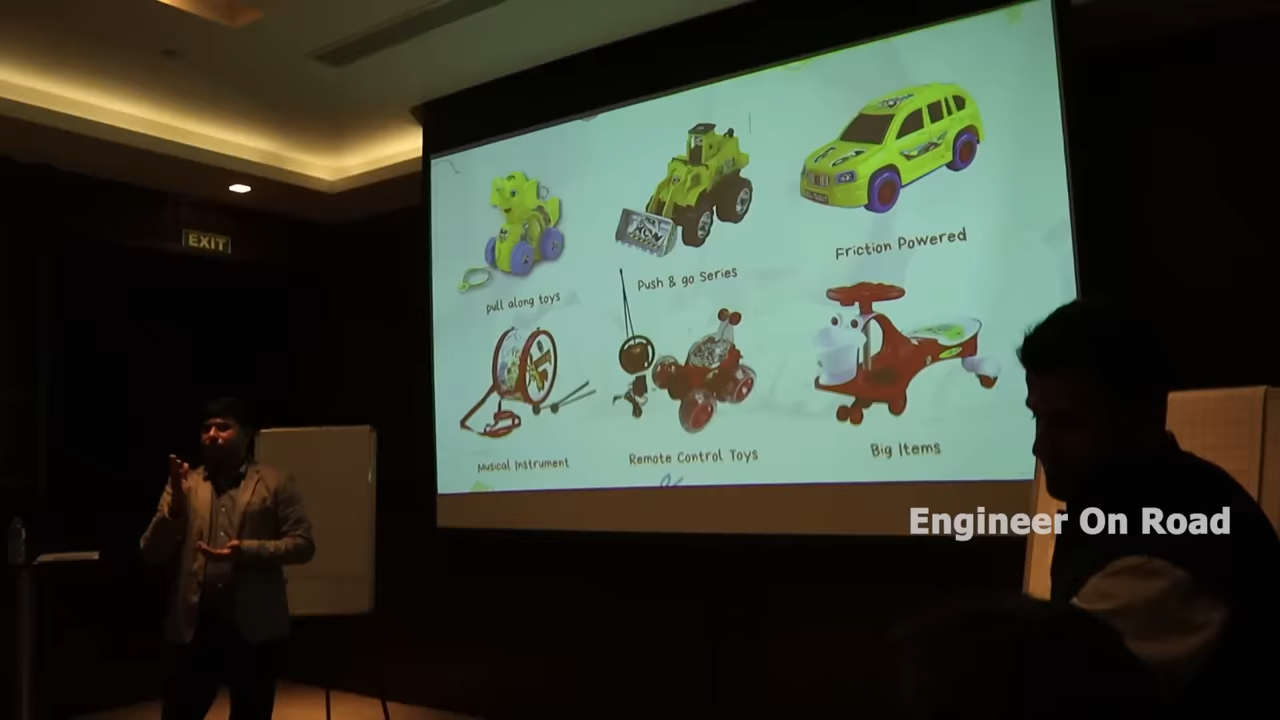 EXIT
pull along toys
Push & go Series
Friction Powered
Musical Instrument
Remote Control Toys
Big Items
Engineer On Road